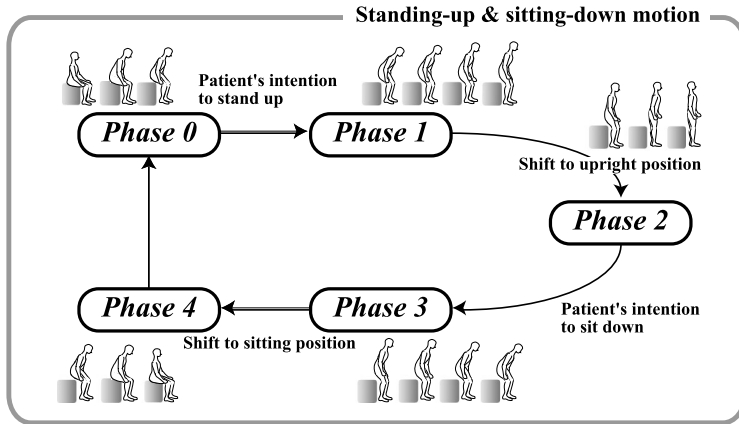 Standing-up & sitting-down motion
Patient's intention
to stand up
Phase 0
Phase 1
Shift to upright position
Phase 2
Phase 4
Phase 3
Patient's intention
to sit down
Shift to sitting position